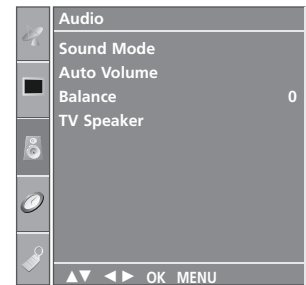 Audio
Sound Mode
Auto Volume
Balance 0
TV Speaker
▲▼ ◄► OK MENU